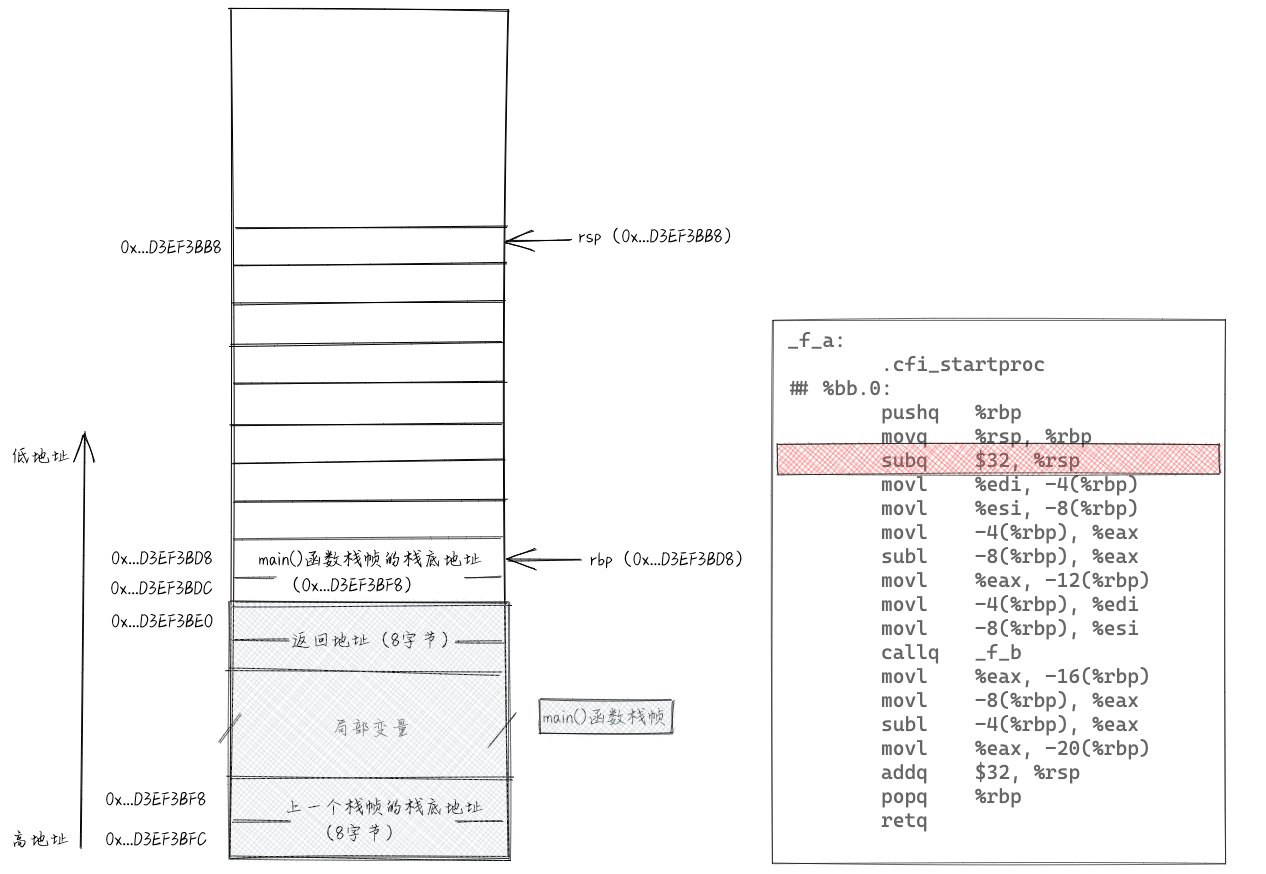 0x...D3EF3BB8
rsp (0x...D3EF3BB8)
低地址
0x...D3EF3BD8
main()函数栈帧的栈底地址
(0x...D3EF3BF8)
rbp (0x...D3EF3BD8)
0x...D3EF3BDC
0x...D3EF3BE0
返回地址 (8字节)
局部变量
main()函数栈帧
0x...D3EF3BF8
上一个栈帧的栈底地址
(8字节)
高地址
0x...D3EF3BFC
_f_a:
.cfi_startproc
## %bb.0:
pushq %rbp
movq %rsp, %rbp
subq $32, %rsp
movl %edi, -4(%rbp)
movl %esi, -8(%rbp)
movl -4(%rbp), %eax
subl -8(%rbp), %eax
movl %eax, -12(%rbp)
movl -4(%rbp), %edi
movl -8(%rbp), %esi
callq _f_b
movl %eax, -16(%rbp)
movl -8(%rbp), %eax
subl -4(%rbp), %eax
movl %eax, -20(%rbp)
addq $32, %rsp
popq %rbp
retq